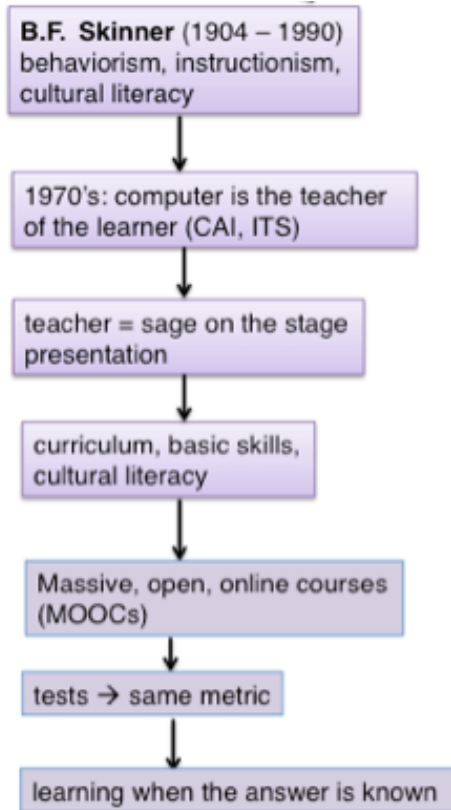 B.F. Skinner (1904 – 1990)
behaviorism, instructionism,
cultural literacy
1970's: computer is the teacher
of the learner (CAI, ITS)
teacher = sage on the stage
presentation
curriculum, basic skills,
cultural literacy
Massive, open, online courses
(MOOCs)
tests → same metric
learning when the answer is known